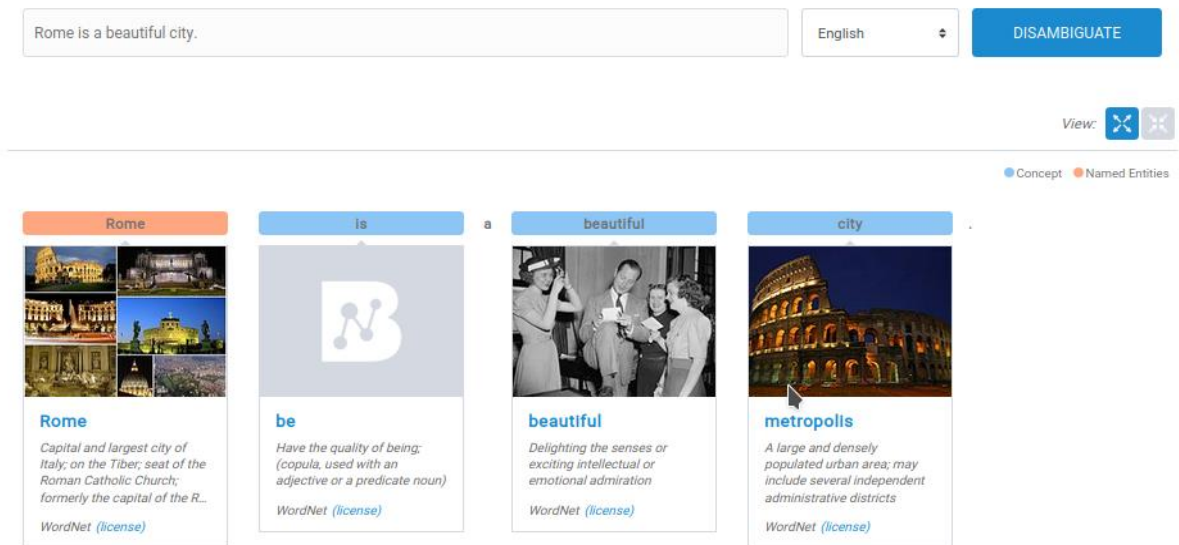 Rome is a beautiful city.
English
DISAMBIGUATE
View:
Concept Named Entities
Rome is a beautiful city .
Rome
Capital and largest city of
Italy; on the Tiber; seat of the
Roman Catholic Church;
formerly the capital of the R...
WordNet (license)
be
Have the quality of being;
(copula, used with an
adjective or a predicate noun)
WordNet (license)
beautiful
Delighting the senses or
exciting intellectual or
emotional admiration
WordNet (license)
metropolis
A large and densely
populated urban area; may
include several independent
administrative districts
WordNet (license)